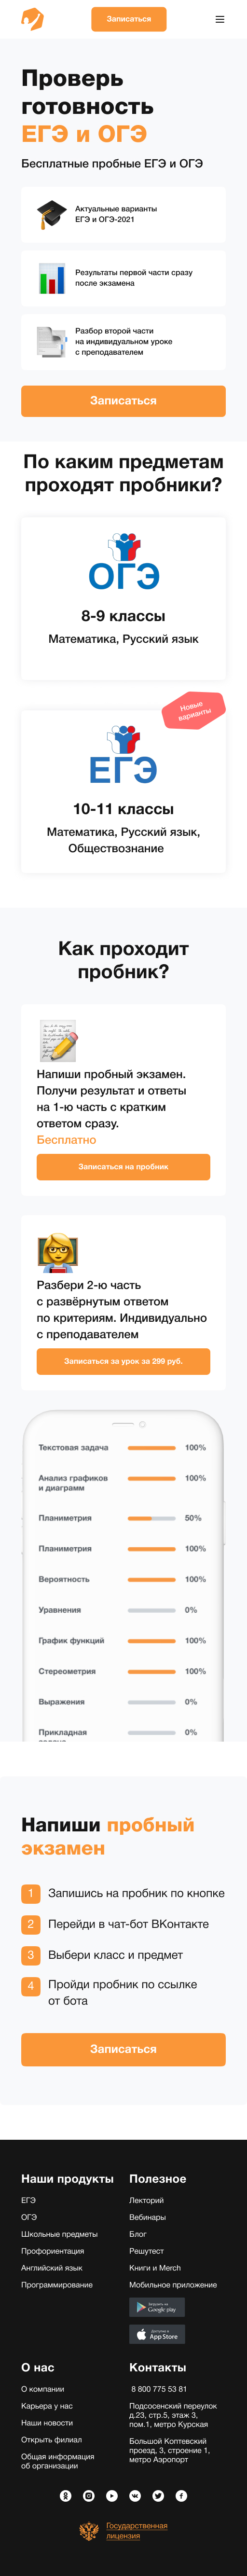 Записаться
Проверь
готовность
ЕГЭ и ОГЭ
Бесплатные пробные ЕГЭ и ОГЭ
Актуальные варианты
ЕГЭ и ОГЭ-2021
Результаты первой части сразу
после экзамена
Разбор второй части
на индивидуальном уроке
с преподавателем
Записаться
По каким предметам
проходят пробники?
ОГЭ
8-9 классы
Математика, Русский язык
Новые
варианты
ЕГЭ
10-11 классы
Математика, Русский язык,
Обществознание
Как проходит
пробник?
Напиши пробный экзамен.
Получи результат и ответы
на 1-ю часть с кратким
ответом сразу.
Бесплатно
Записаться на пробник
Разбери 2-ю часть
с развёрнутым ответом
по критериям. Индивидуально
с преподавателем
Записаться за урок за 299 руб.
Текстовая задача 100%
Анализ графиков
и диаграмм 100%
Планиметрия 50%
Планиметрия 100%
Вероятность 100%
Уравнения 0%
График функций 100%
Стереометрия 100%
Выражения 0%
Прикладная 0%
Напиши пробный
экзамен
1 Запишись на пробник по кнопке
2 Перейди в чат-бот ВКонтакте
3 Выбери класс и предмет
4 Пройди пробник по ссылке
от бота
Записаться
Наши продукты
ЕГЭ
ОГЭ
Школьные предметы
Профориентация
Английский язык
Программирование
Полезное
Лекторий
Вебинары
Блог
Решутест
Книги и Merch
Мобильное приложение
Google play
App Store
О нас
О компании
Карьера у нас
Наши новости
Открыть филиал
Общая информация
об организации
Контакты
8 800 775 53 81
Подсосенский переулок
д.23, стр.5, этаж 3,
пом.1, метро Курская
Большой Коптевский
проезд, 3, строение 1,
метро Аэропорт
Государственная
лицензия